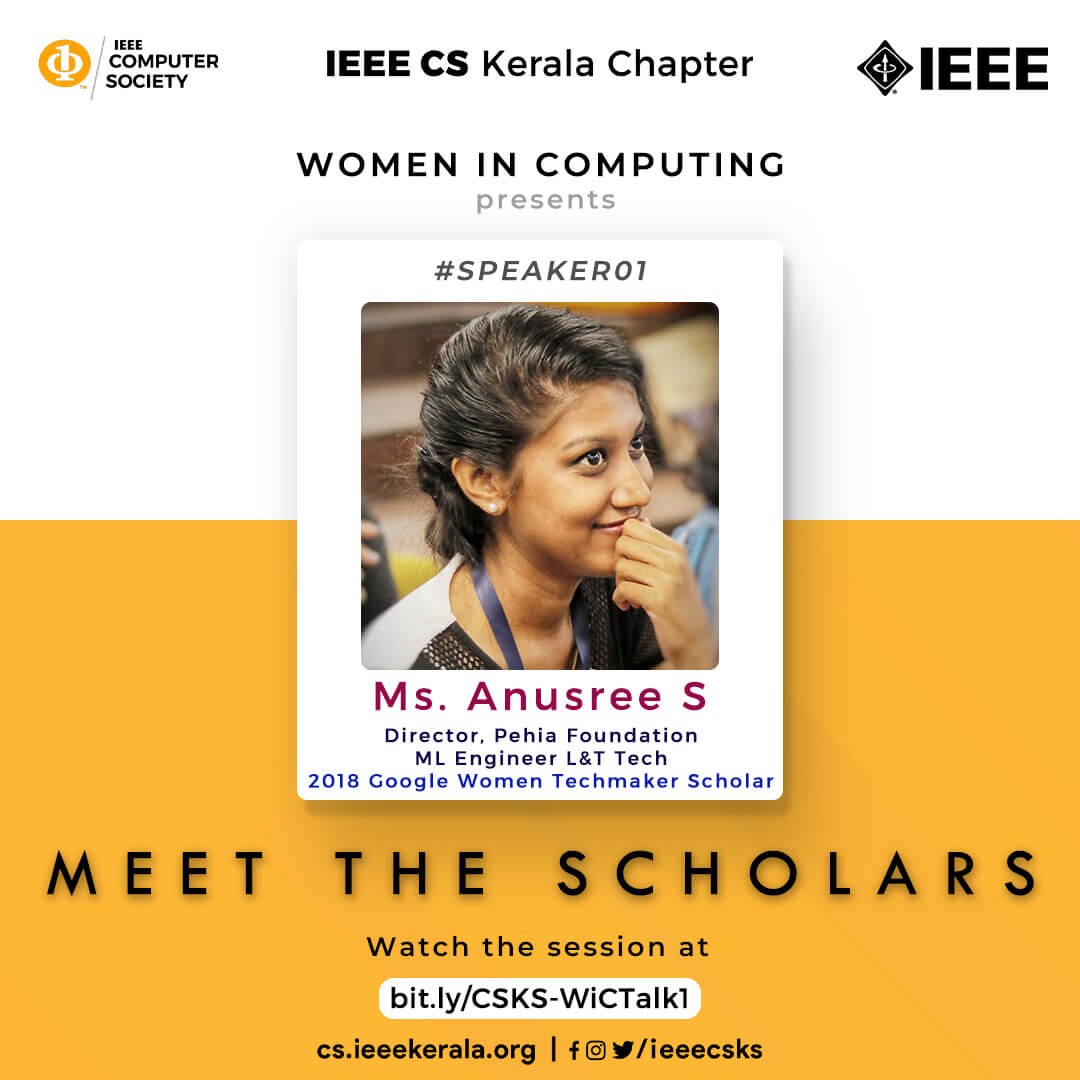 IEEE
COMPUTER
SOCIETY
TM
IEEE CS Kerala Chapter
IEEE
WOMEN IN COMPUTING
presents
#SPEAKER01
Ms. Anusree S
Director, Pehia Foundation
ML Engineer L&T Tech
2018 Google Women Techmaker Scholar
MEET THE SCHOLARS
Watch the session at
bit.ly/CSKS-WiCTalk1
cs.ieeekerala.org | /ieeecsks